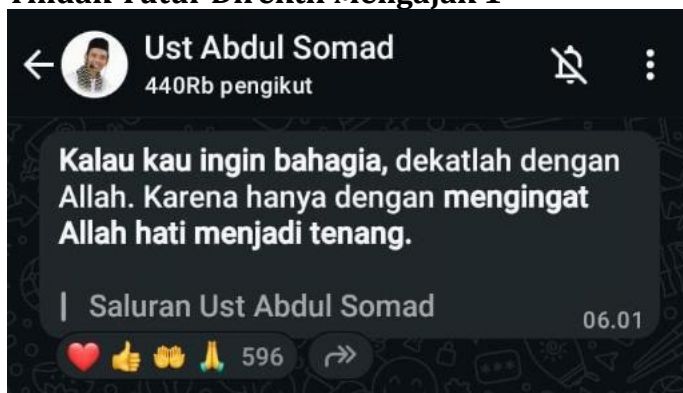 Tindak Tutur Direktif Mengajak 1
Ust Abdul Somad
440Rb pengikut
Kalau kau ingin bahagia, dekatlah dengan
Allah. Karena hanya dengan mengingat
Allah hati menjadi tenang.
| Saluran Ust Abdul Somad
06.01
596